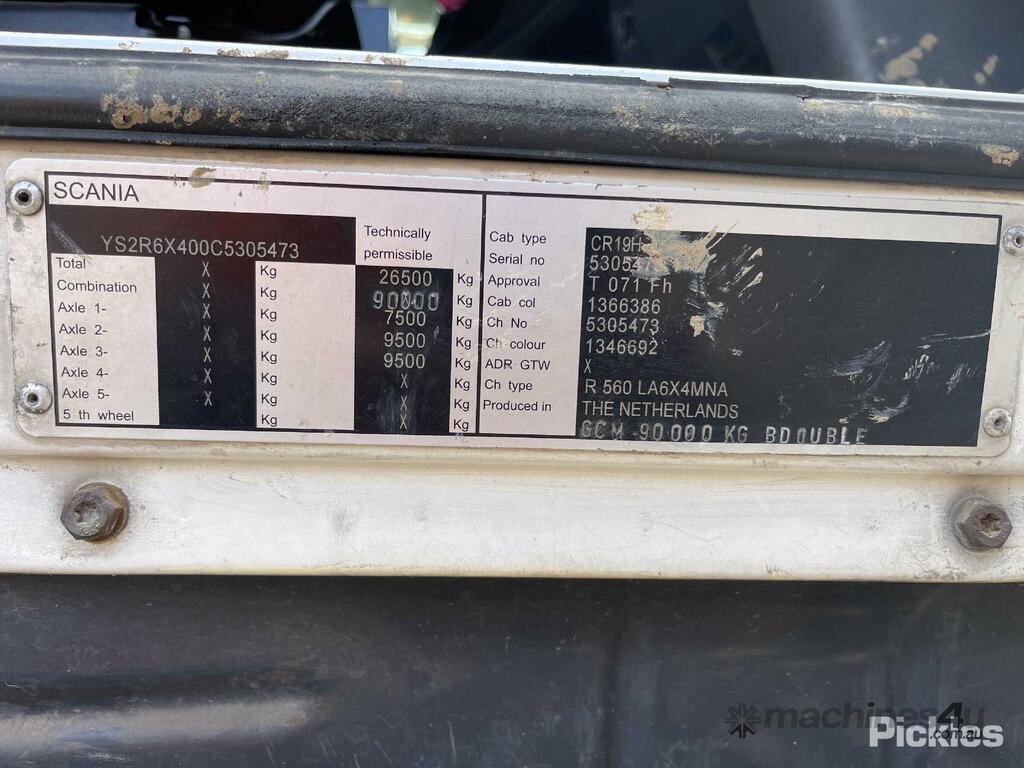 SCANIA
YS2R6X400C5305473
Technically
permissible
Total X Kg 26500 Kg
Combination X Kg 90000 Kg
Axle 1- X Kg 7500 Kg
Axle 2- X Kg 9500 Kg
Axle 3- X Kg 9500 Kg
Axle 4- X Kg X Kg
Axle 5- X Kg X Kg
5 th wheel Kg X Kg
Cab type CR19H
Serial no 5305473
Approval T 071 Fh
Cab col 1366386
Ch No 5305473
Ch colour 1346692
ADR GTW X
Ch type R 560 LA6X4MNA
Produced in THE NETHERLANDS
GCM 90000 KG BDOUBLE
machines4u
.com.au
Pickles